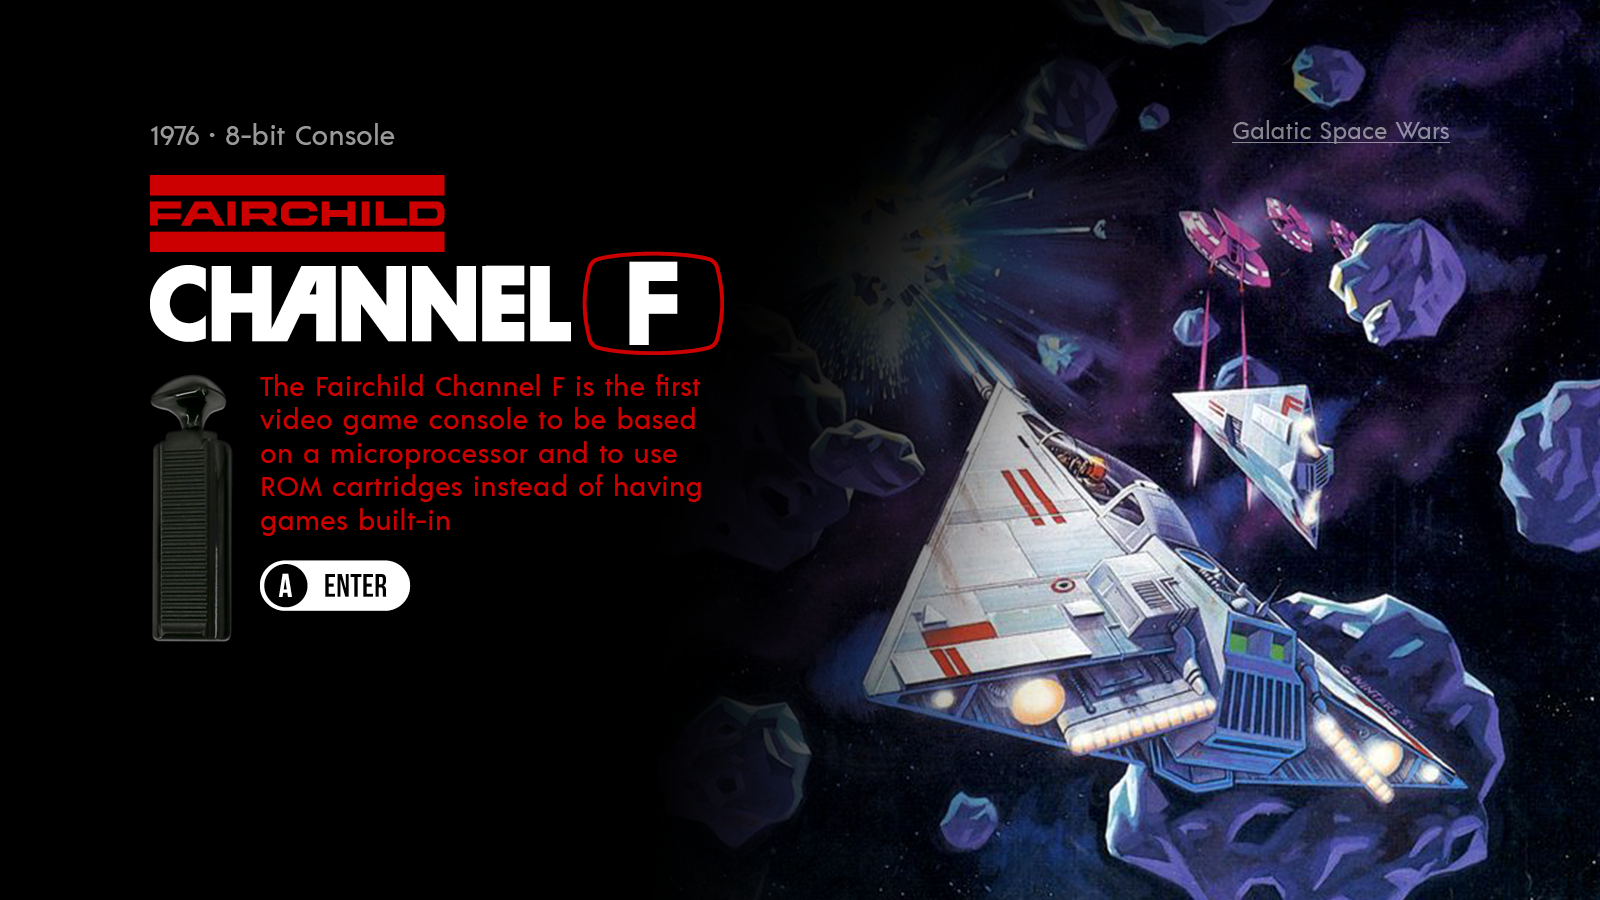 1976 · 8-bit Console
Galatic Space Wars
FAIRCHILD
CHANNEL F
The Fairchild Channel F is the first
video game console to be based
on a microprocessor and to use
ROM cartridges instead of having
games built-in
A ENTER
F